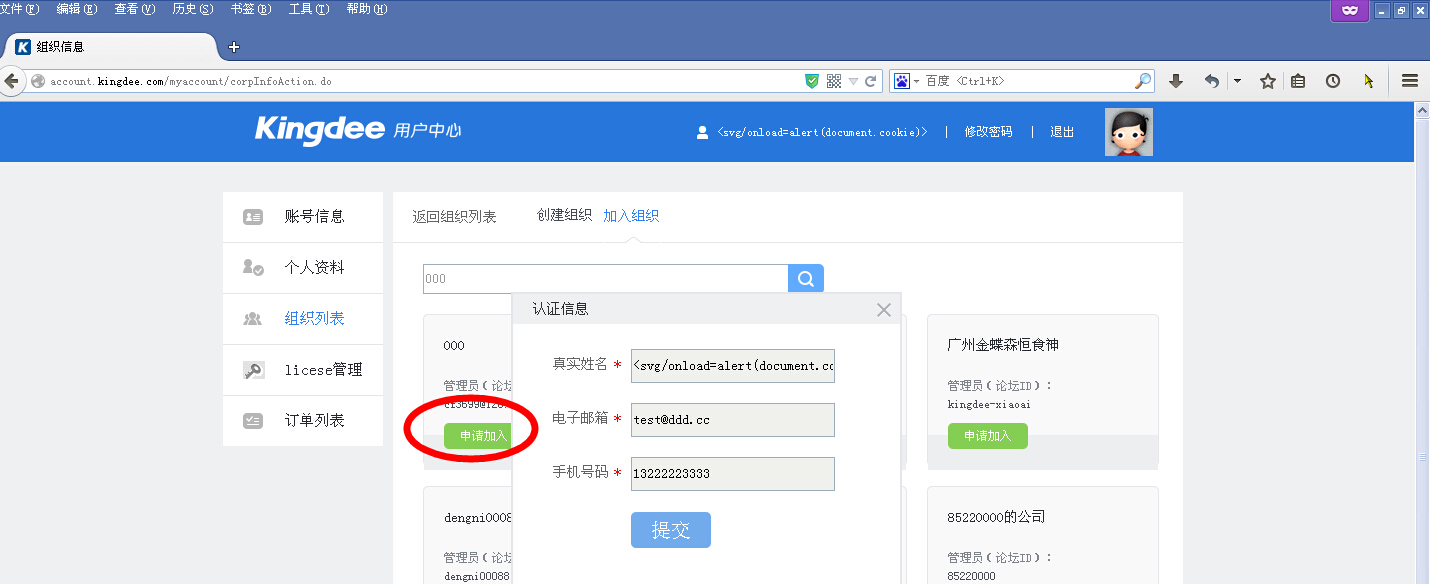 文件(F) 编辑(E) 查看(V) 历史(S) 书签(B) 工具(T) 帮助(H)
K 组织信息
account.kingdee.com/myaccount/corpInfoAction.do
百度 <Ctrl+K>
Kingdee 用户中心
<svg/onload=alert(document.cookie)> | 修改密码 | 退出
账号信息
个人资料
组织列表
licese管理
订单列表
返回组织列表 创建组织 加入组织
000
认证信息
真实姓名 * <svg/onload=alert(document.co
电子邮箱 * test@ddd.cc
手机号码 * 13222223333
提交
000
管理员(论坛
申请加入
广州金蝶森恒食神
管理员(论坛ID):
kingdee-xiaoai
申请加入
dengni0008
管理员(论坛
dengni00088
85220000的公司
管理员(论坛ID):
85220000